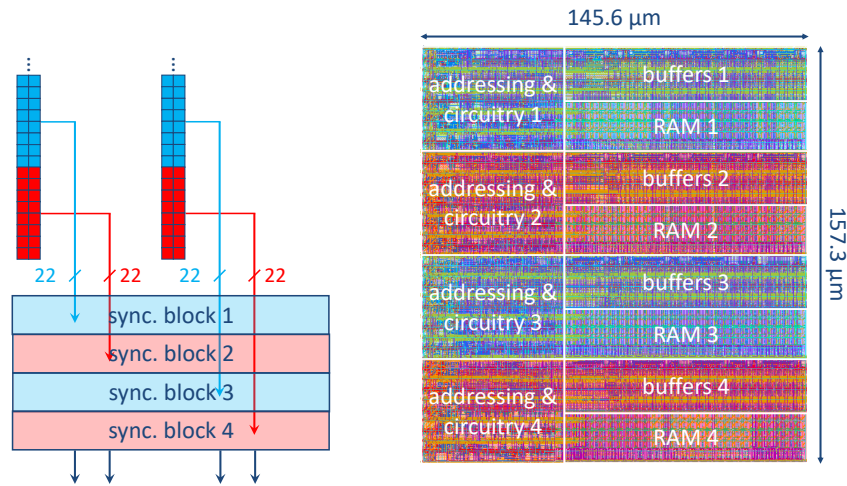 22
22
22
22
sync. block 1
sync. block 2
sync. block 3
sync. block 4
145.6 µm
157.3 µm
addressing &
circuitry 1
buffers 1
RAM 1
addressing &
circuitry 2
buffers 2
RAM 2
addressing &
circuitry 3
buffers 3
RAM 3
addressing &
circuitry 4
buffers 4
RAM 4